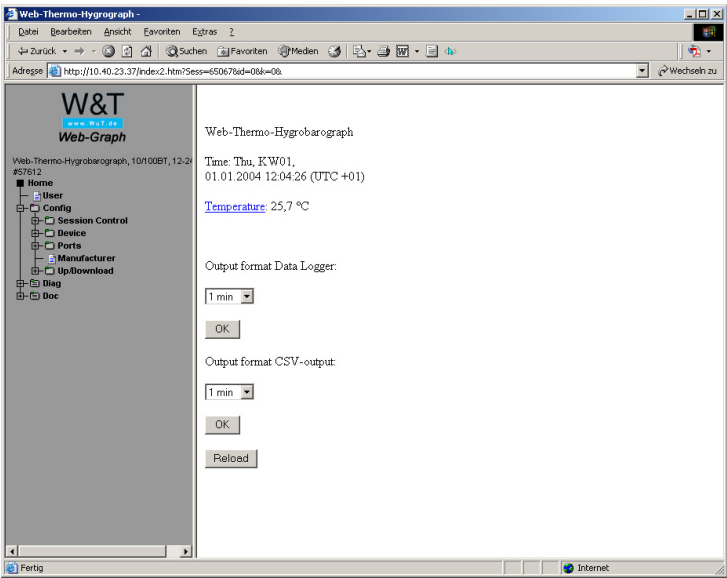 Web-Thermo-Hygrograph -
Datei Bearbeiten Ansicht Favoriten Extras ?
Zurück Suchen Favoriten Medien
Adresse http://10.40.23.37/index2.htm?Sess=65067&id=0&k=0& Wechseln zu
W&T
www.WuT.de
Web-Graph
Web-Thermo-Hygrobarograph, 10/100BT, 12-24
#57612
Home
User
Config
Session Control
Device
Ports
Manufacturer
Up/Download
Diag
Doc
Web-Thermo-Hygrobarograph
Time: Thu, KW01,
01.01.2004 12:04:26 (UTC +01)
Temperature: 25,7 °C
Output format Data Logger:
1 min
OK
Output format CSV-output:
1 min
OK
Reload
Fertig Internet